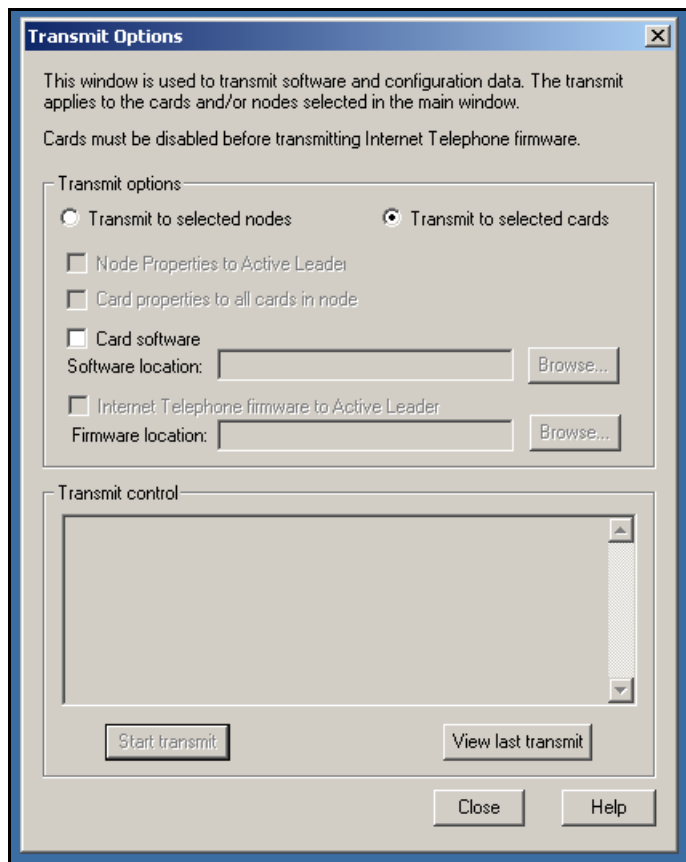 Transmit Options
This window is used to transmit software and configuration data. The transmit
applies to the cards and/or nodes selected in the main window.
Cards must be disabled before transmitting Internet Telephone firmware.
Transmit options
Transmit to selected nodes Transmit to selected cards
Node Properties to Active Leader
Card properties to all cards in node
Card software
Software location: Browse...
Internet Telephone firmware to Active Leader
Firmware location: Browse...
Transmit control
Start transmit View last transmit
Close Help